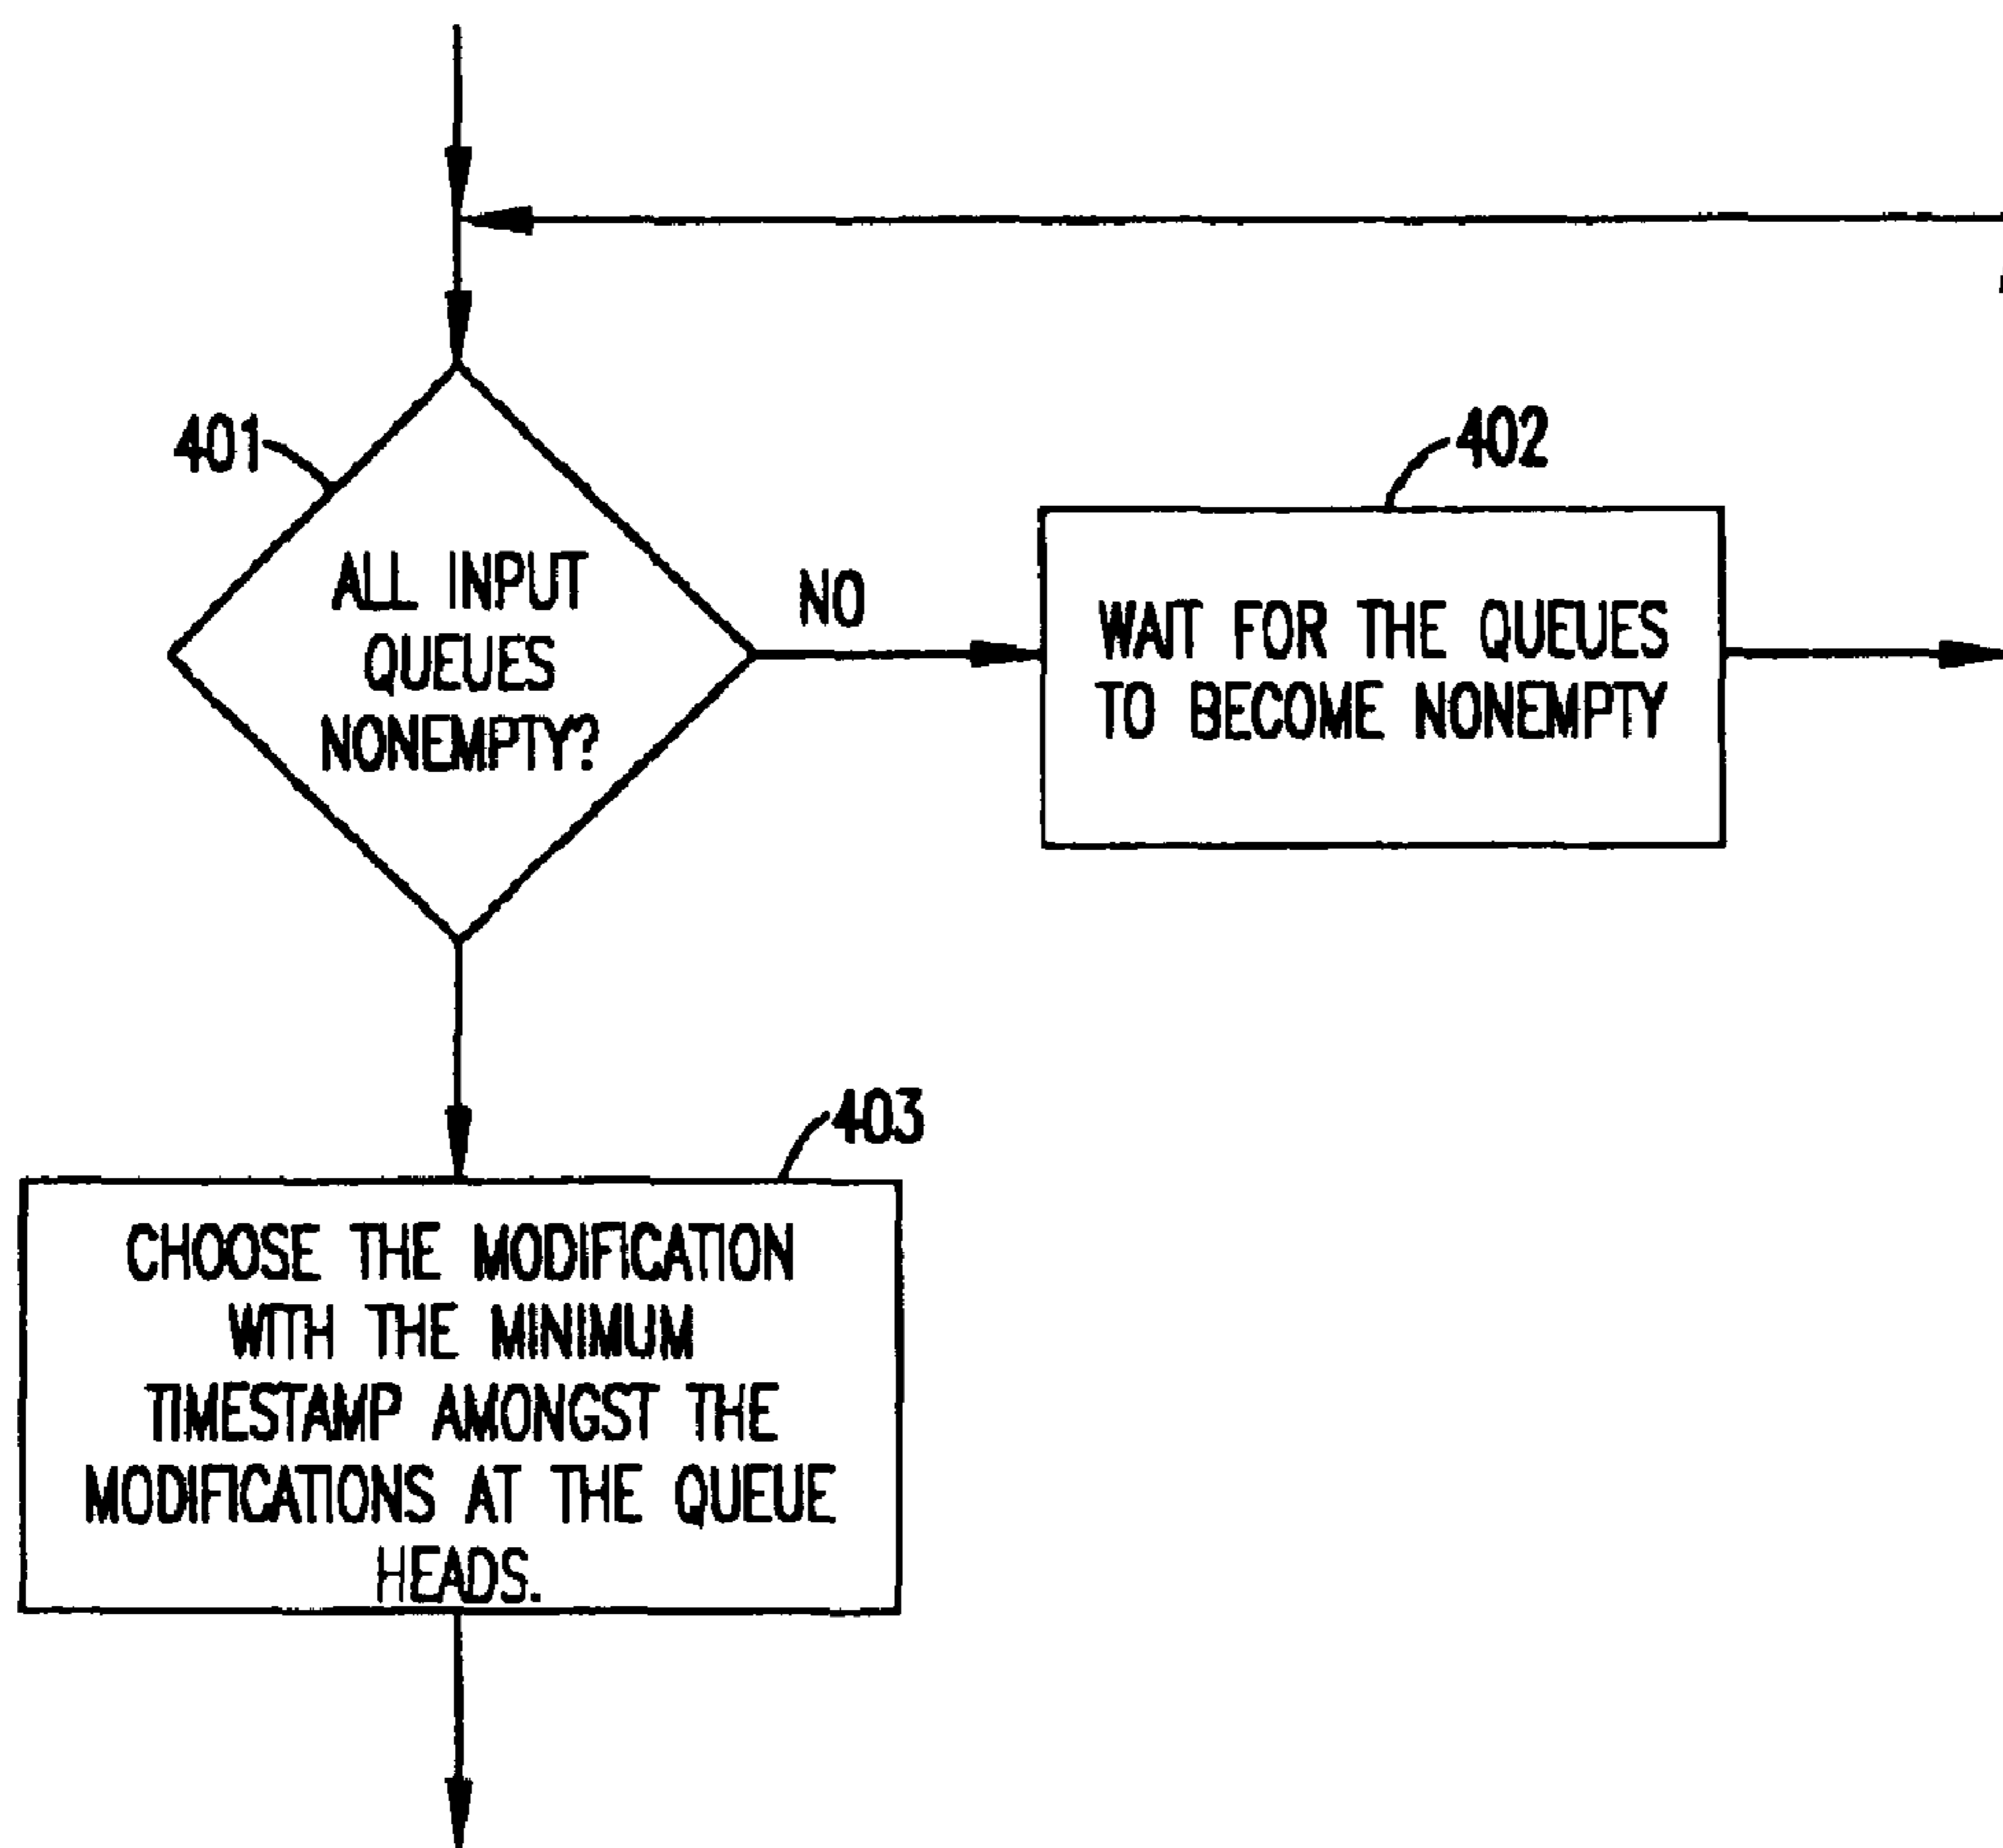 401
ALL INPUT
QUEUES
NONEMPTY?
NO
402
WAIT FOR THE QUEUES
TO BECOME NONEMPTY
403
CHOOSE THE MODIFICATION
WITH THE MINIMUM
TIMESTAMP AMONGST THE
MODIFICATIONS AT THE QUEUE
HEADS.